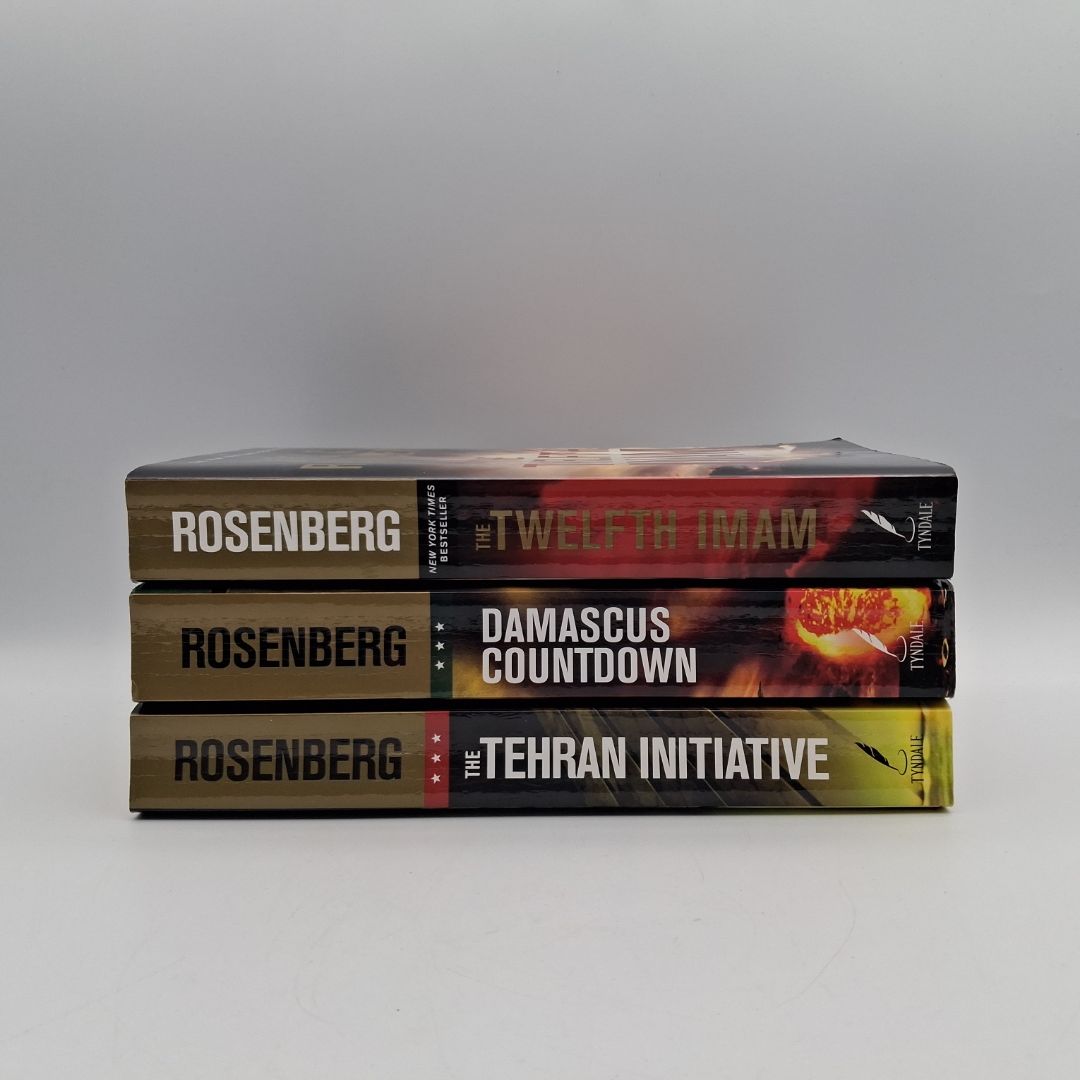 ROSENBERG
NEW YORK TIMES
BESTSELLER
THE TWELFTH IMAM
TYNDALE
ROSENBERG
DAMASCUS
COUNTDOWN
TYNDALE
ROSENBERG
THE TEHRAN INITIATIVE
TYNDALE